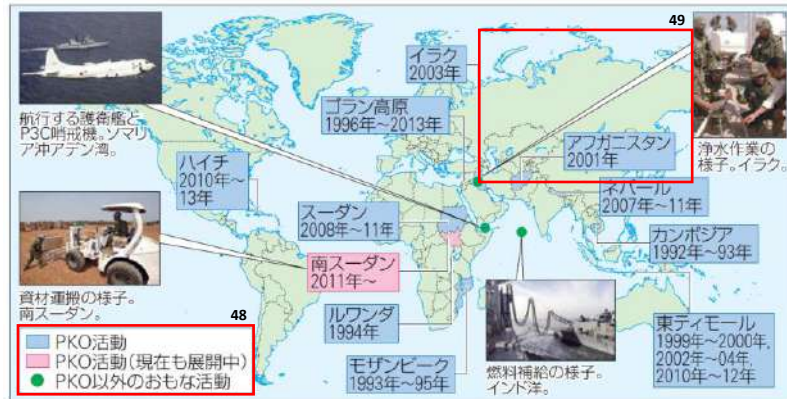 49
イラク
2003年
ゴラン高原
1996年~2013年
航行する護衛艦と
P3C哨戒機。ソマリ
ア沖アデン湾。
アフガニスタン
2001年
浄水作業の
様子。イラク。
ハイチ
2010年~
13年
ネパール
2007年~11年
スーダン
2008年~11年
カンボジア
1992年~93年
南スーダン
2011年~
資材運搬の様子。
南スーダン。
ルワンダ
1994年
48
PKO活動
PKO活動(現在も展開中)
PKO以外のおもな活動
モザンビーク
1993年~95年
燃料補給の様子。
インド洋。
東ティモール
1999年~2000年,
2002年~04年,
2010年~12年